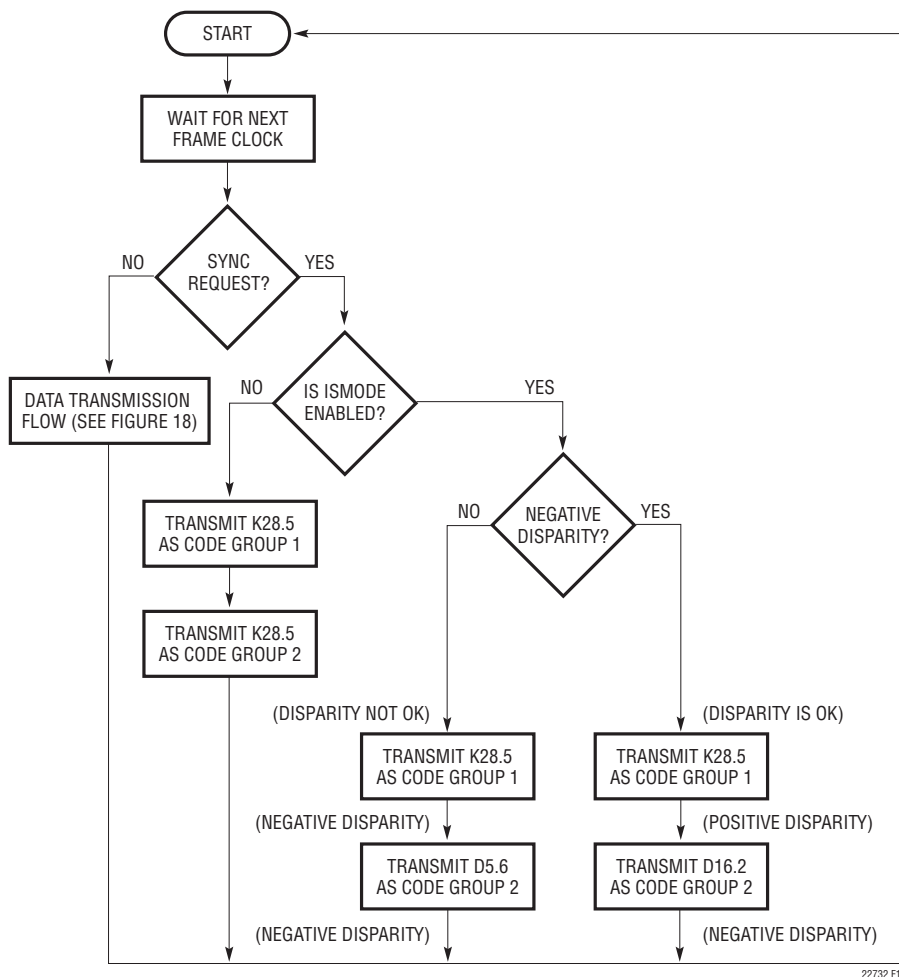 START
WAIT FOR NEXT
FRAME CLOCK
NO
SYNC
REQUEST?
YES
DATA TRANSMISSION
FLOW (SEE FIGURE 18)
NO
IS ISMODE
ENABLED?
YES
TRANSMIT K28.5
AS CODE GROUP 1
NO
NEGATIVE
DISPARITY?
YES
TRANSMIT K28.5
AS CODE GROUP 2
(DISPARITY NOT OK)
(DISPARITY IS OK)
TRANSMIT K28.5
AS CODE GROUP 1
TRANSMIT K28.5
AS CODE GROUP 1
(NEGATIVE DISPARITY)
(POSITIVE DISPARITY)
TRANSMIT D5.6
AS CODE GROUP 2
TRANSMIT D16.2
AS CODE GROUP 2
(NEGATIVE DISPARITY)
(NEGATIVE DISPARITY)